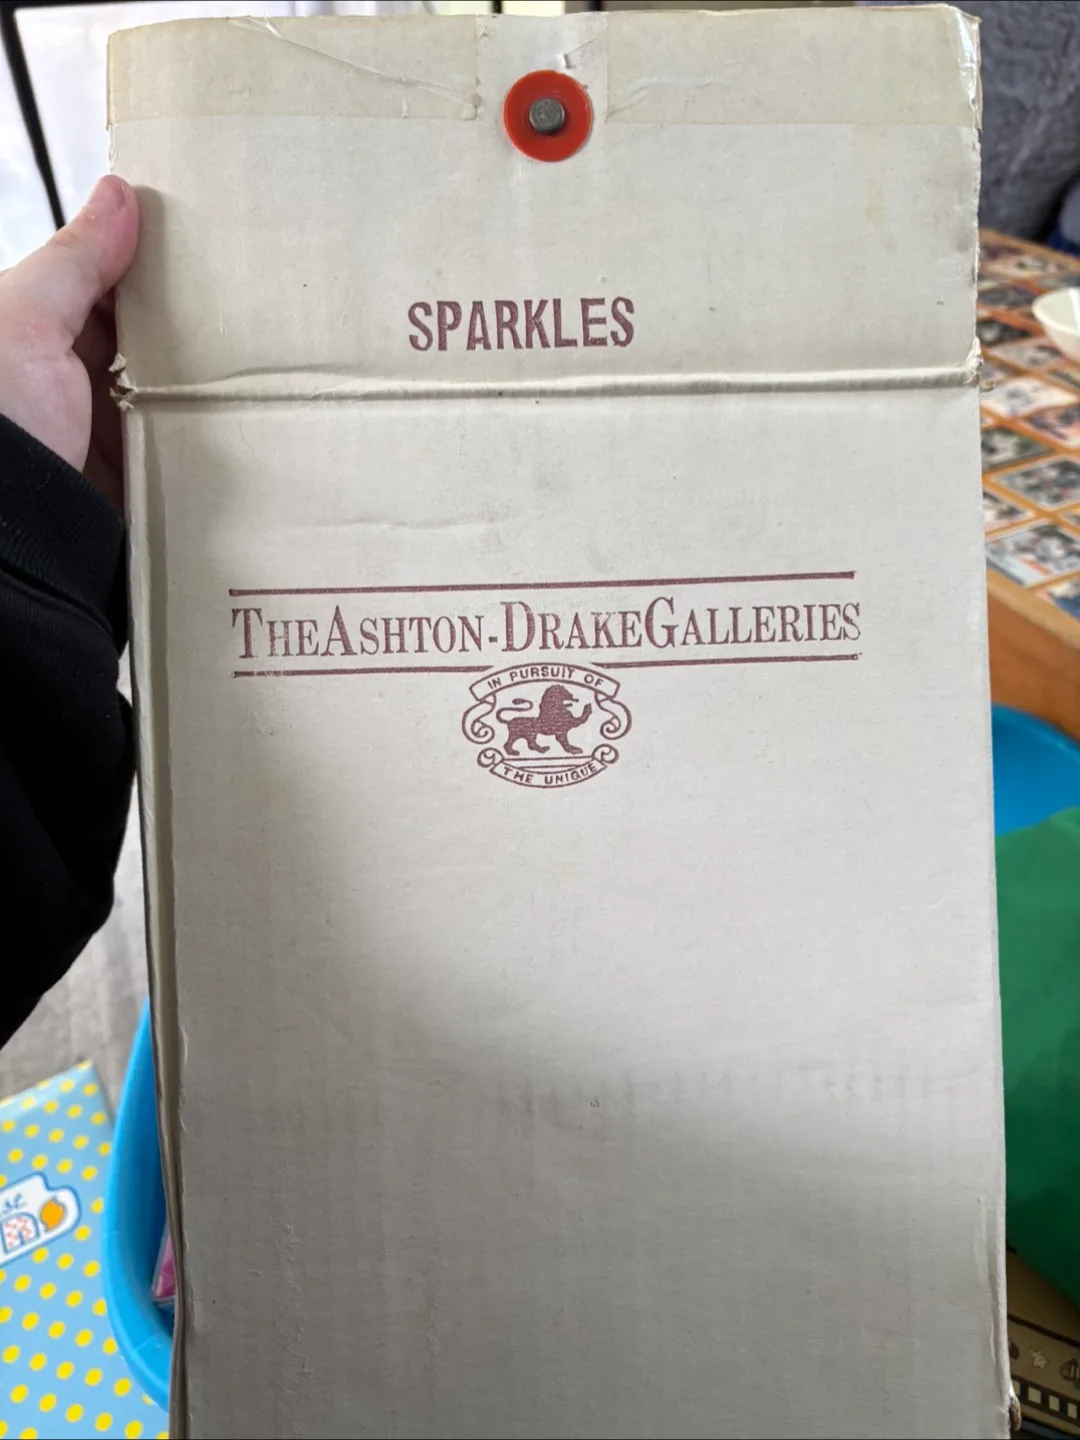 SPARKLES
THE ASHTON-DRAKE GALLERIES
IN PURSUIT OF
THE UNIQUE